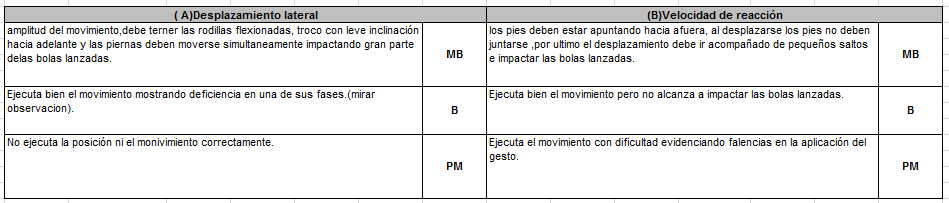 ( A)Desplazamiento lateral
(B)Velocidad de reacción
amplitud del movimiento,debe terner las rodillas flexionadas, troco con leve inclinación
hacia adelante y las piernas deben moverse simultaneamente impactando gran parte
delas bolas lanzadas.
MB
los pies deben estar apuntando hacia afuera, al desplazarse los pies no deben
juntarse ,por ultimo el desplazamiento debe ir acompañado de pequeños saltos
e impactar las bolas lanzadas.
MB
Ejecuta bien el movimiento mostrando deficiencia en una de sus fases.(mirar
observacion).
B
Ejecuta bien el movimiento pero no alcanza a impactar las bolas lanzadas.
B
No ejecuta la posición ni el monivimiento correctamente.
PM
Ejecuta el movimiento con dificultad evidenciando falencias en la aplicación del
gesto.
PM